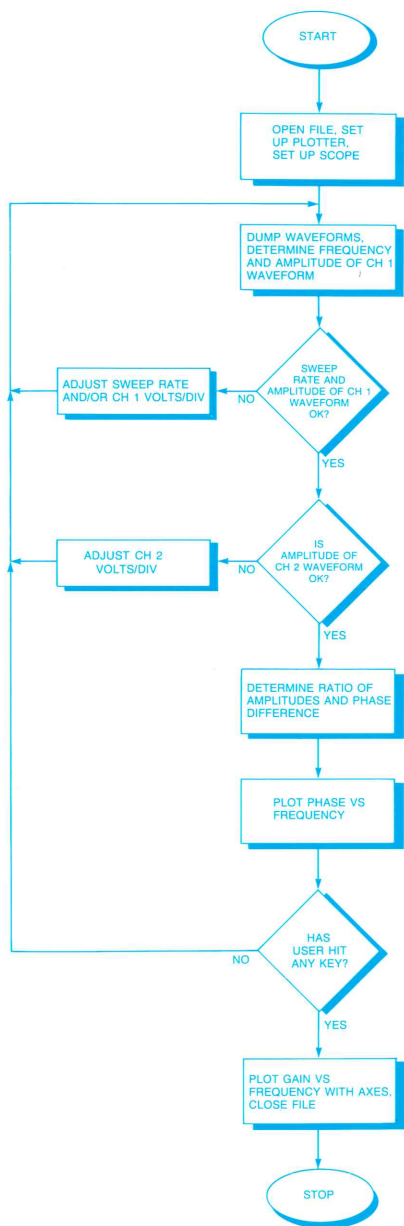 START
OPEN FILE, SET
UP PLOTTER,
SET UP SCOPE
DUMP WAVEFORMS,
DETERMINE FREQUENCY
AND AMPLITUDE OF CH 1
WAVEFORM
SWEEP
RATE AND
AMPLITUDE OF CH 1
WAVEFORM
OK?
NO
ADJUST SWEEP RATE
AND/OR CH 1 VOLTS/DIV
YES
IS
AMPLITUDE OF
CH 2 WAVEFORM
OK?
NO
ADJUST CH 2
VOLTS/DIV
YES
DETERMINE RATIO OF
AMPLITUDES AND PHASE
DIFFERENCE
PLOT PHASE VS
FREQUENCY
HAS
USER HIT
ANY KEY?
NO
YES
PLOT GAIN VS
FREQUENCY WITH AXES,
CLOSE FILE
STOP